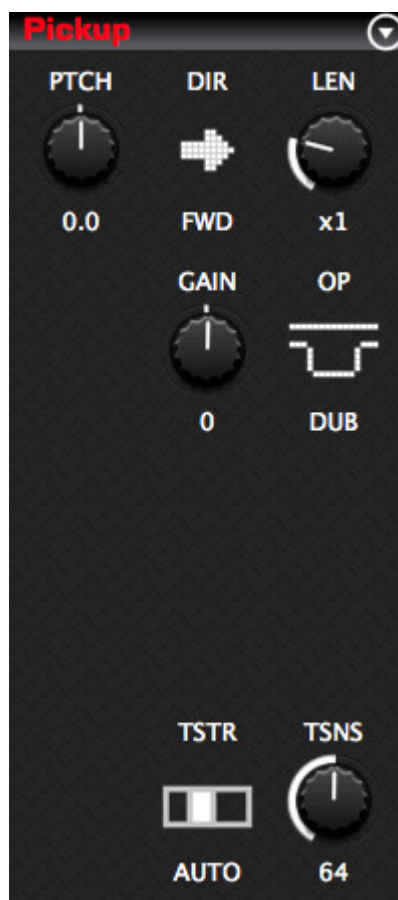 Pickup
PTCH DIR LEN
0.0 FWD x1
GAIN OP
0 DUB
TSTR TSNS
AUTO 64